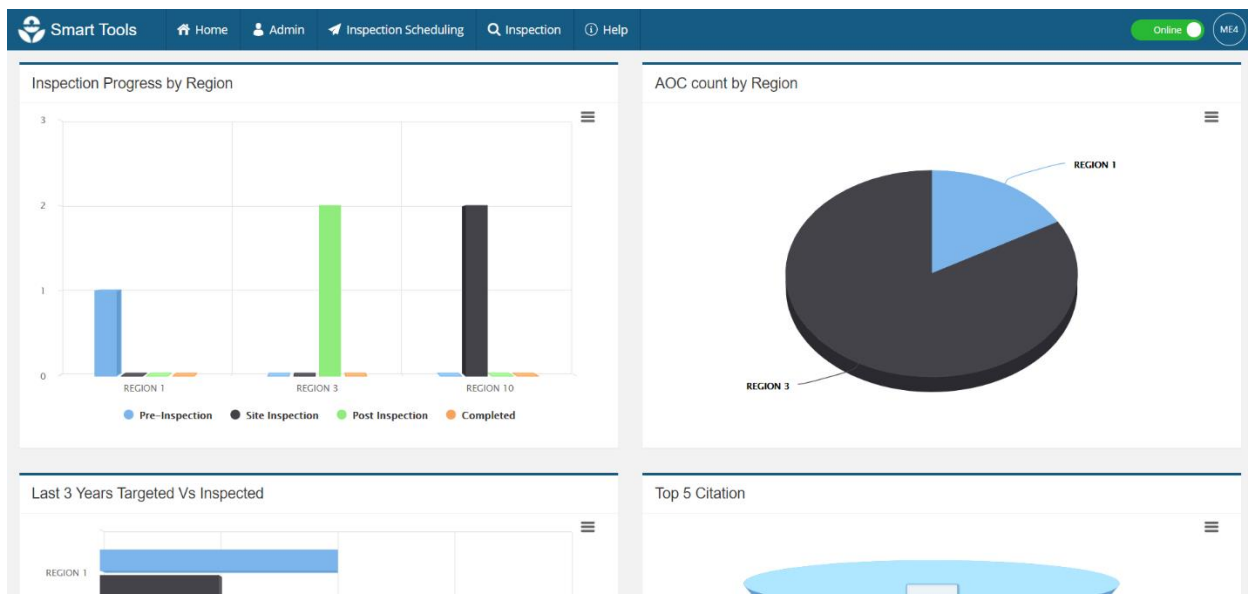 Smart Tools Home Admin Inspection Scheduling Inspection Help Online ME4
Inspection Progress by Region
3
2
1
0
REGION 1 REGION 3 REGION 10
Pre-Inspection Site Inspection Post Inspection Completed
AOC count by Region
REGION 1
REGION 3
Last 3 Years Targeted Vs Inspected
REGION 1
Top 5 Citation